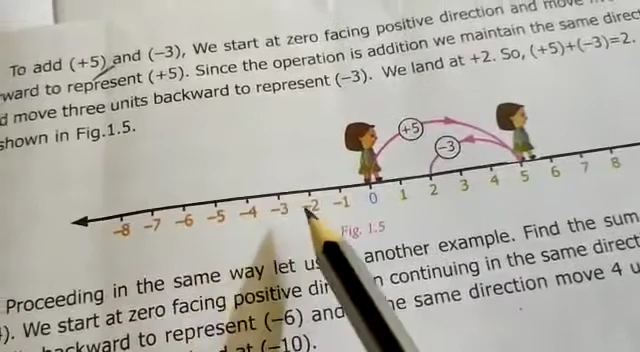 To add (+5) and (−3), We start at zero facing positive direction and move
ward to represent (+5). Since the operation is addition we maintain the same direc
d move three units backward to represent (−3). We land at +2. So, (+5)+(−3)=2.
shown in Fig.1.5.
+5
−3
−8 −7 −6 −5 −4 −3 −2 −1 0 1 2 3 4 5 6 7 8
Fig. 1.5
Proceeding in the same way let us another example. Find the sum
). We start at zero facing positive dir n continuing in the same direct
backward to represent (−6) and he same direction move 4 u
d at (−10).